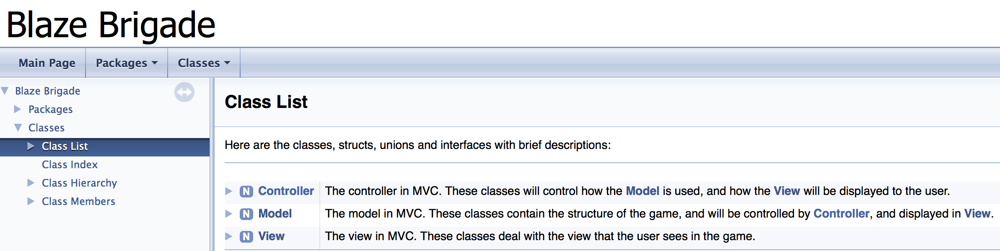 Blaze Brigade
Main Page Packages Classes
Blaze Brigade
Packages
Classes
Class List
Class Index
Class Hierarchy
Class Members
Class List
Here are the classes, structs, unions and interfaces with brief descriptions:
N Controller The controller in MVC. These classes will control how the Model is used, and how the View will be displayed to the user.
N Model The model in MVC. These classes contain the structure of the game, and will be controlled by Controller, and displayed in View.
N View The view in MVC. These classes deal with the view that the user sees in the game.